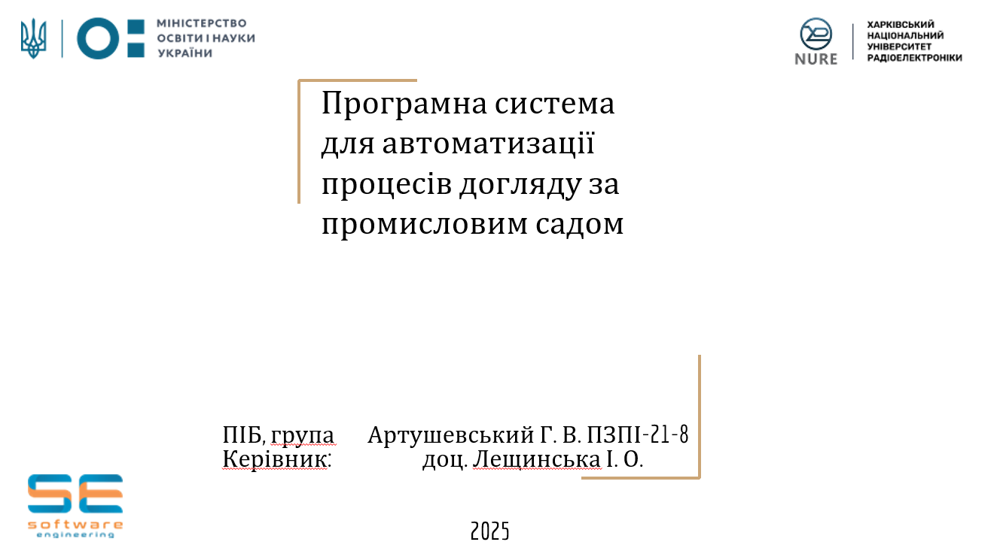 МІНІСТЕРСТВО
ОСВІТИ І НАУКИ
УКРАЇНИ
NURE
ХАРКІВСЬКИЙ
НАЦІОНАЛЬНИЙ
УНІВЕРСИТЕТ
РАДІОЕЛЕКТРОНІКИ
Програмна система
для автоматизації
процесів догляду за
промисловим садом
ПІБ, група Артушевський Г. В. ПЗПІ-21-8
Керівник: доц. Лещинська І. О.
SE
software
engineering
2025